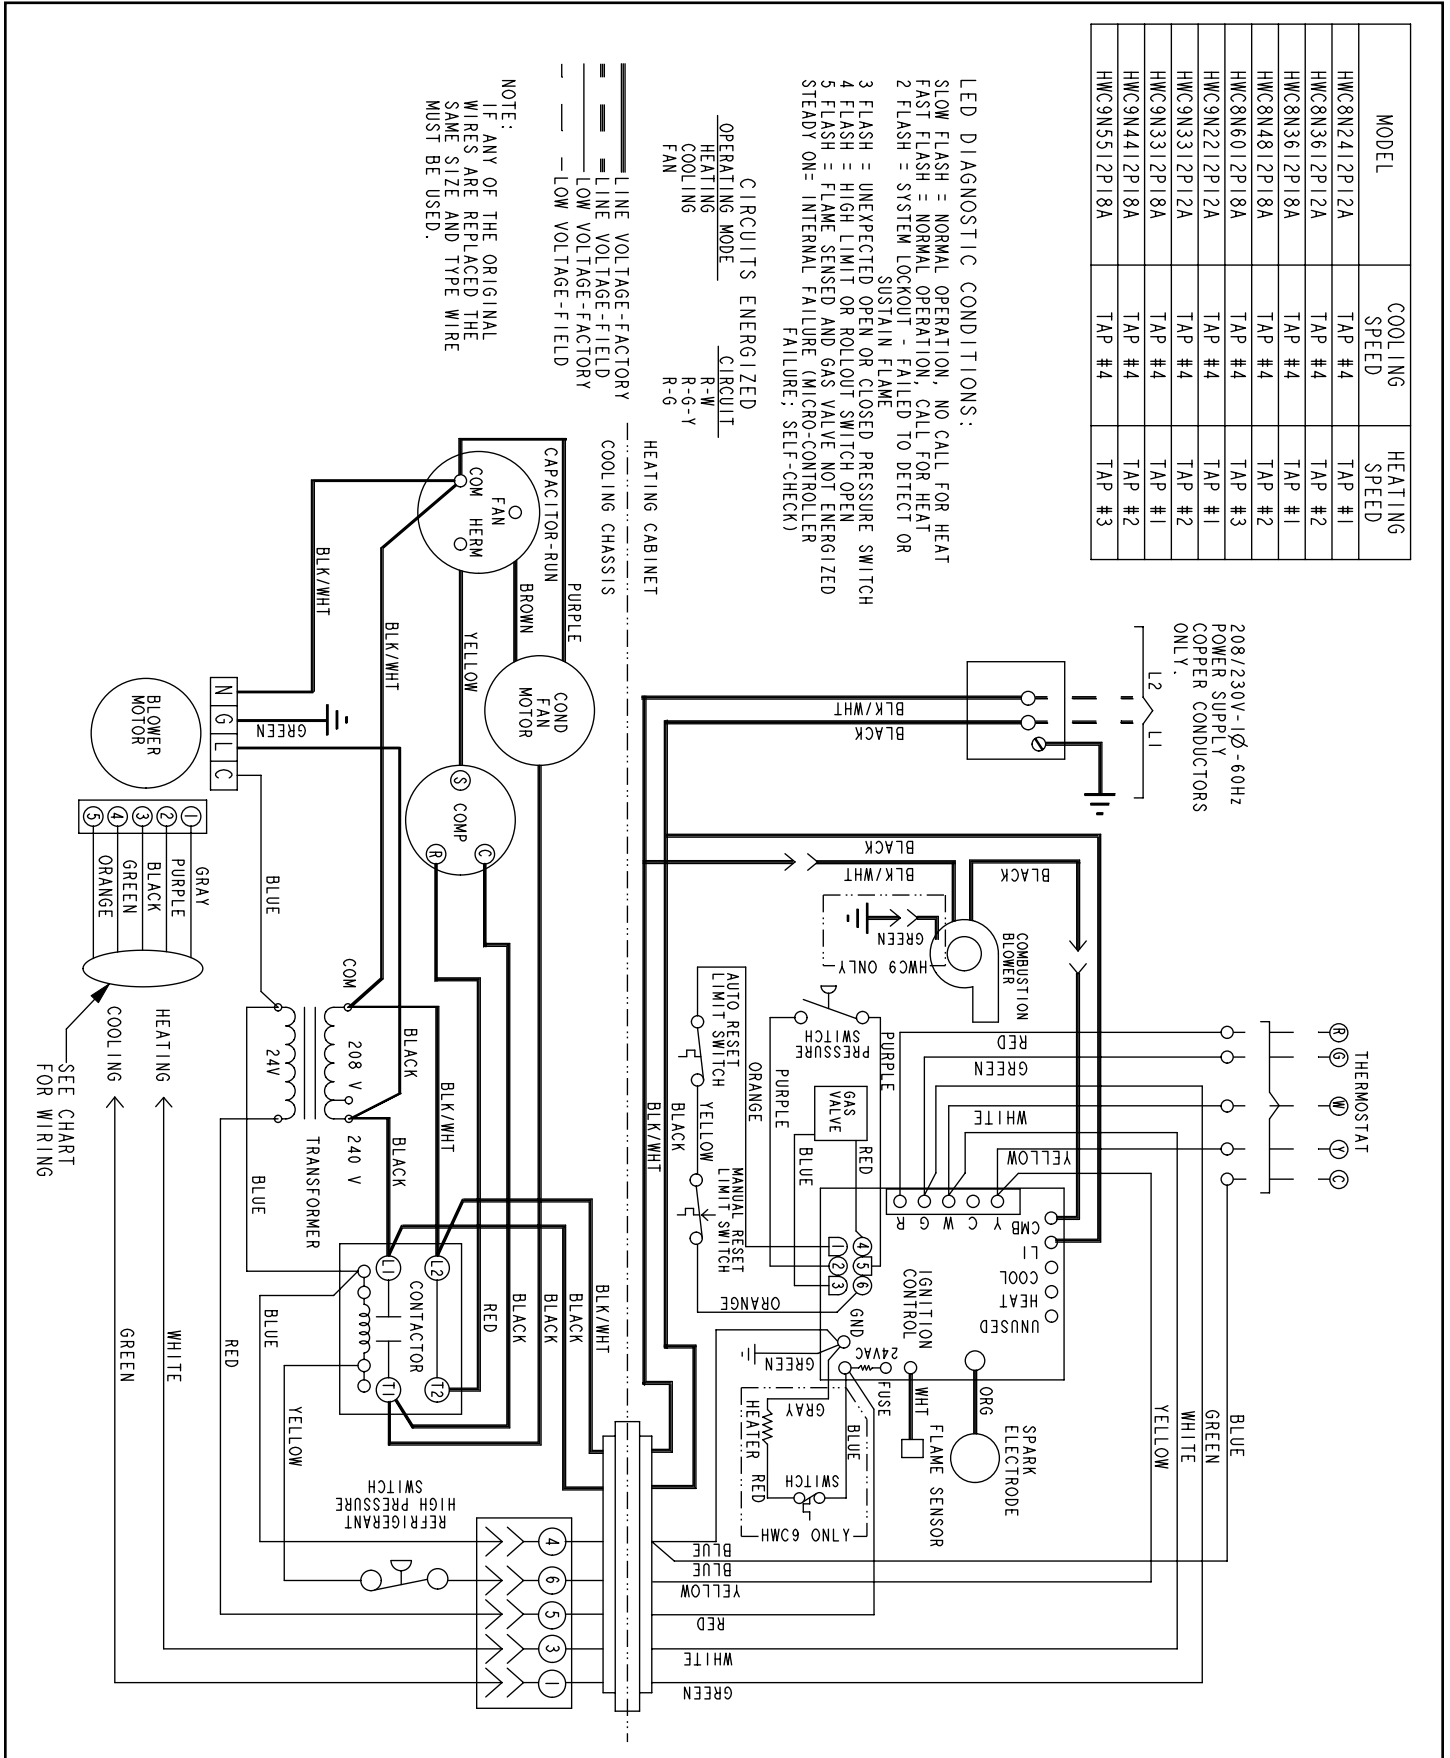 MODEL
COOLING SPEED
HEATING SPEED
HWC8N2412P12A TAP #4 TAP #1
HWC8N3612P12A TAP #4 TAP #2
HWC8N3612P18A TAP #4 TAP #1
HWC8N4812P18A TAP #4 TAP #2
HWC8N6012P18A TAP #4 TAP #3
HWC9N2212P12A TAP #4 TAP #1
HWC9N3312P12A TAP #4 TAP #2
HWC9N3312P18A TAP #4 TAP #1
HWC9N4412P18A TAP #4 TAP #2
HWC9N5512P18A TAP #4 TAP #3
LED DIAGNOSTIC CONDITIONS:
SLOW FLASH = NORMAL OPERATION, NO CALL FOR HEAT
FAST FLASH = NORMAL OPERATION, CALL FOR HEAT
2 FLASH = SYSTEM LOCKOUT - FAILED TO DETECT OR
SUSTAIN FLAME
3 FLASH = UNEXPECTED OPEN OR CLOSED PRESSURE SWITCH
4 FLASH = HIGH LIMIT OR ROLLOUT SWITCH OPEN
5 FLASH = FLAME SENSED AND GAS VALVE NOT ENERGIZED
STEADY ON= INTERNAL FAILURE (MICRO-CONTROLLER
FAILURE; SELF-CHECK)
CIRCUITS ENERGIZED
OPERATING MODE CIRCUIT
HEATING R-W
COOLING R-G-Y
FAN R-G
LINE VOLTAGE-FACTORY
LINE VOLTAGE-FIELD
LOW VOLTAGE-FACTORY
LOW VOLTAGE-FIELD
NOTE:
IF ANY OF THE ORIGINAL
WIRES ARE REPLACED THE
SAME SIZE AND TYPE WIRE
MUST BE USED.
208/230V-1Ø-60Hz
POWER SUPPLY
COPPER CONDUCTORS
ONLY.
L2 L1
BLK/WHT
BLACK
HEATING CABINET
COOLING CHASSIS
THERMOSTAT
R
G
W
Y
C
BLACK
BLK/WHT
BLACK
COMBUSTION
BLOWER
GREEN
HWC9 ONLY
PRESSURE
SWITCH
PURPLE
PURPLE
AUTO RESET
LIMIT SWITCH
ORANGE
YELLOW
MANUAL RESET
LIMIT SWITCH
ORANGE
GAS
VALVE
RED
BLUE
BLACK
BLK/WHT
RED
GREEN
WHITE
YELLOW
R G W C Y
CMB
L1
COOL
HEAT
UNUSED
IGNITION
CONTROL
1 4
2 5
3 6
GND
24VAC
FUSE
GREEN
WHT
FLAME SENSOR
ORG
SPARK
ELECTRODE
GRAY
HEATER
RED
BLUE
SWITCH
HWC6 ONLY
BLUE
GREEN
WHITE
YELLOW
BLUE
BLUE
YELLOW
RED
WHITE
GREEN
CAPACITOR-RUN
COM
FAN
HERM
PURPLE
BROWN
YELLOW
COND
FAN
MOTOR
COMP
S
R C
BLK/WHT
BLK/WHT
BLOWER
MOTOR
N
G
L
C
GREEN
5 4 3 2 1
GRAY
PURPLE
BLACK
GREEN
ORANGE
BLUE
COM
24V
208 V
240 V
TRANSFORMER
BLACK
BLK/WHT
BLACK
SEE CHART
FOR WIRING
HEATING
COOLING
BLUE
L1 L2
CONTACTOR
T1 T2
RED
BLACK
BLACK
BLACK
BLK/WHT
BLUE
RED
WHITE
GREEN
YELLOW
REFRIGERANT
HIGH PRESSURE
SWITCH
4
6
5
3
1